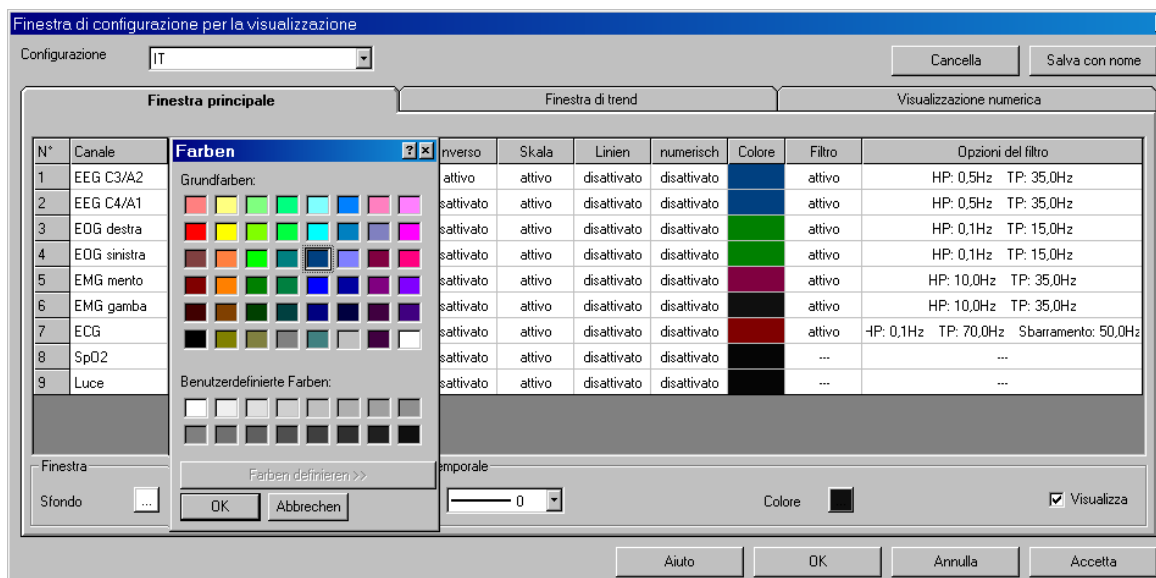 Finestra di configurazione per la visualizzazione
Configurazione IT Cancella Salva con nome
Finestra principale Finestra di trend Visualizzazione numerica
N° Canale nverso Skala Linien numerisch Colore Filtro Opzioni del filtro
1 EEG C3/A2 attivo attivo disattivato disattivato attivo HP: 0,5Hz TP: 35,0Hz
2 EEG C4/A1 sattivato attivo disattivato disattivato attivo HP: 0,5Hz TP: 35,0Hz
3 EOG destra sattivato attivo disattivato disattivato attivo HP: 0,1Hz TP: 15,0Hz
4 EOG sinistra sattivato attivo disattivato disattivato attivo HP: 0,1Hz TP: 15,0Hz
5 EMG mento sattivato attivo disattivato disattivato attivo HP: 10,0Hz TP: 35,0Hz
6 EMG gamba sattivato attivo disattivato disattivato attivo HP: 10,0Hz TP: 35,0Hz
7 ECG sattivato attivo disattivato disattivato attivo HP: 0,1Hz TP: 70,0Hz Sbarramento: 50,0Hz
8 SpO2 sattivato attivo disattivato disattivato --- ---
9 Luce sattivato attivo disattivato disattivato --- ---
Farben
Grundfarben:
Benutzerdefinierte Farben:
Farben definieren >>
OK Abbrechen
Finestra emporale
Sfondo ... 0 Colore Visualizza
Aiuto OK Annulla Accetta